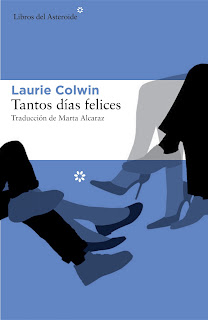 Libros del Asteroide
Laurie Colwin
Tantos días felices
Traducción de Marta Alcaraz